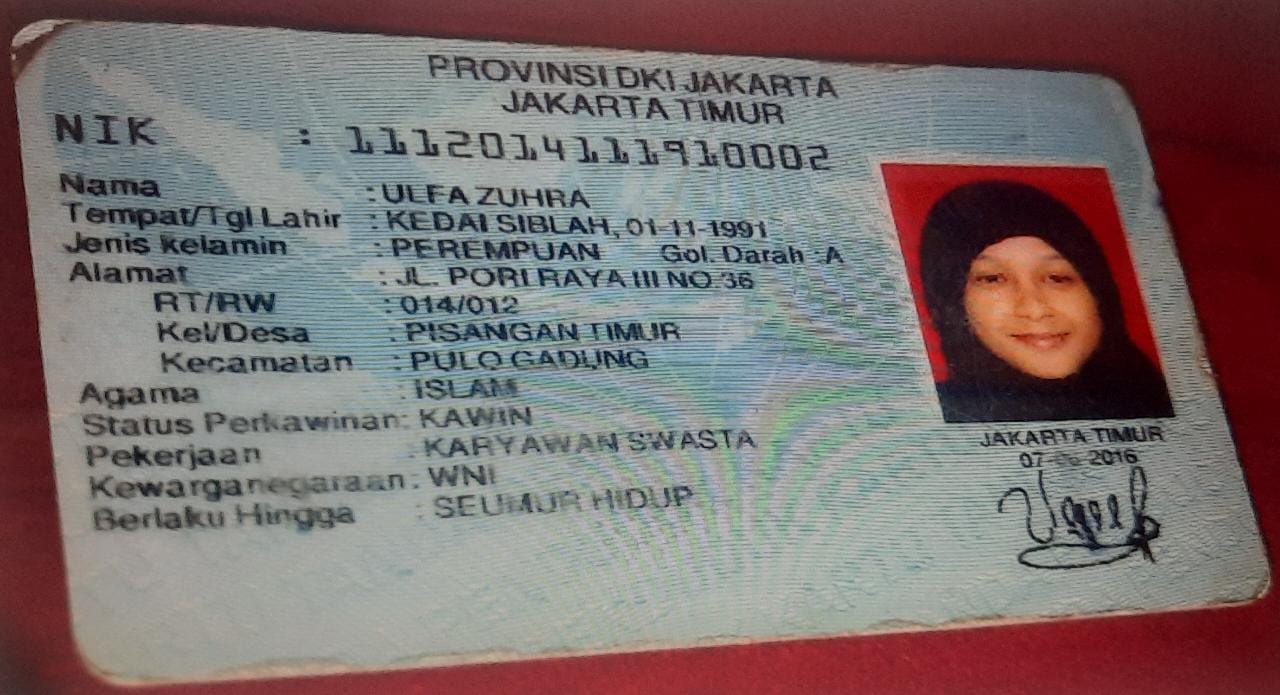 PROVINSI DKI JAKARTA
JAKARTA TIMUR
NIK : 1112014111910002
Nama : ULFA ZUHRA
Tempat/Tgl Lahir : KEDAI SIBLAH, 01-11-1991
Jenis kelamin : PEREMPUAN Gol. Darah : A
Alamat : JL. PORI RAYA III NO.36
RT/RW : 014/012
Kel/Desa : PISANGAN TIMUR
Kecamatan : PULO GADUNG
Agama : ISLAM
Status Perkawinan: KAWIN
Pekerjaan : KARYAWAN SWASTA
Kewarganegaraan: WNI
Berlaku Hingga : SEUMUR HIDUP
JAKARTA TIMUR